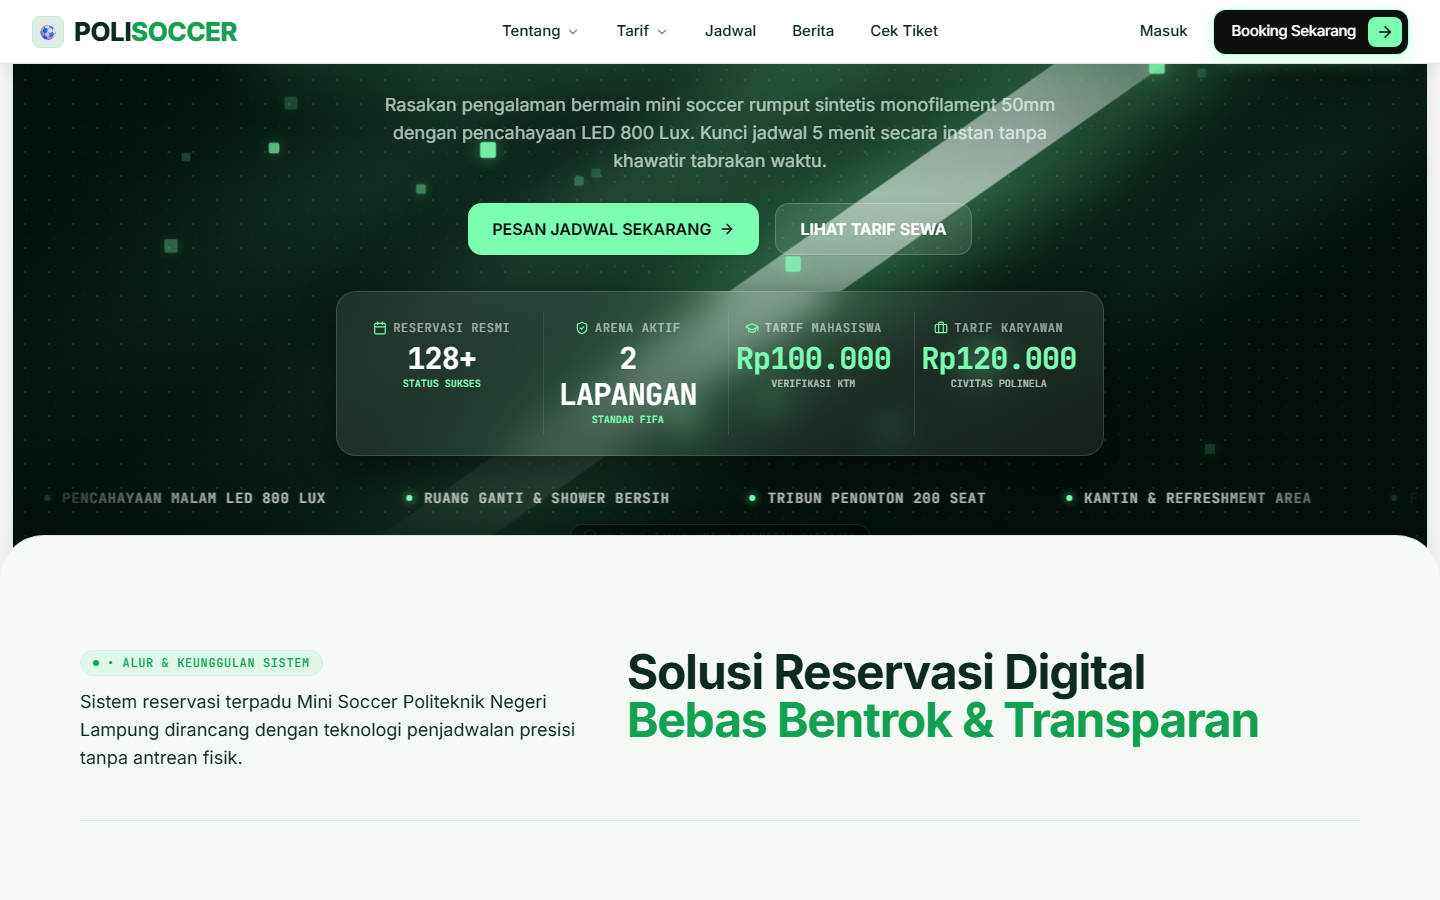 POLISOCCER
Tentang
Tarif
Jadwal
Berita
Cek Tiket
Masuk
Booking Sekarang
Rasakan pengalaman bermain mini soccer rumput sintetis monofilament 50mm
dengan pencahayaan LED 800 Lux. Kunci jadwal 5 menit secara instan tanpa
khawatir tabrakan waktu.
PESAN JADWAL SEKARANG →
LIHAT TARIF SEWA
RESERVASI RESMI
128+
STATUS SUKSES
ARENA AKTIF
2
LAPANGAN
STANDAR FIFA
TARIF MAHASISWA
Rp100.000
VERIFIKASI KTM
TARIF KARYAWAN
Rp120.000
CIVITAS POLINELA
PENCAHAYAAN MALAM LED 800 LUX
RUANG GANTI & SHOWER BERSIH
TRIBUN PENONTON 200 SEAT
KANTIN & REFRESHMENT AREA
• ALUR & KEUNGGULAN SISTEM
Sistem reservasi terpadu Mini Soccer Politeknik Negeri
Lampung dirancang dengan teknologi penjadwalan presisi
tanpa antrean fisik.
Solusi Reservasi Digital
Bebas Bentrok & Transparan